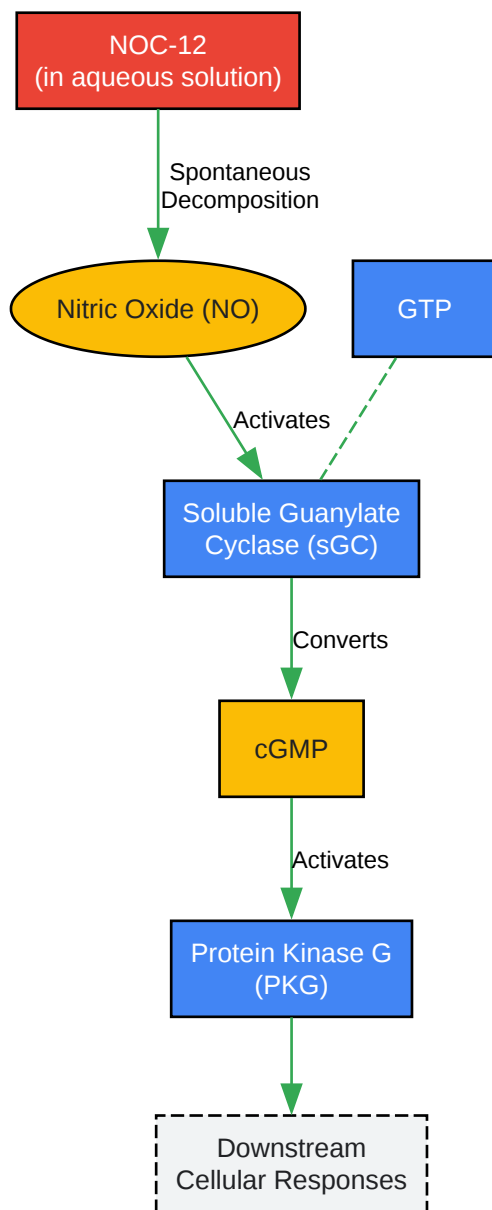 NOC-12
(in aqueous solution)
Spontaneous
Decomposition
Nitric Oxide (NO)
GTP
Activates
Soluble Guanylate
Cyclase (sGC)
Converts
cGMP
Activates
Protein Kinase G
(PKG)
Downstream
Cellular Responses